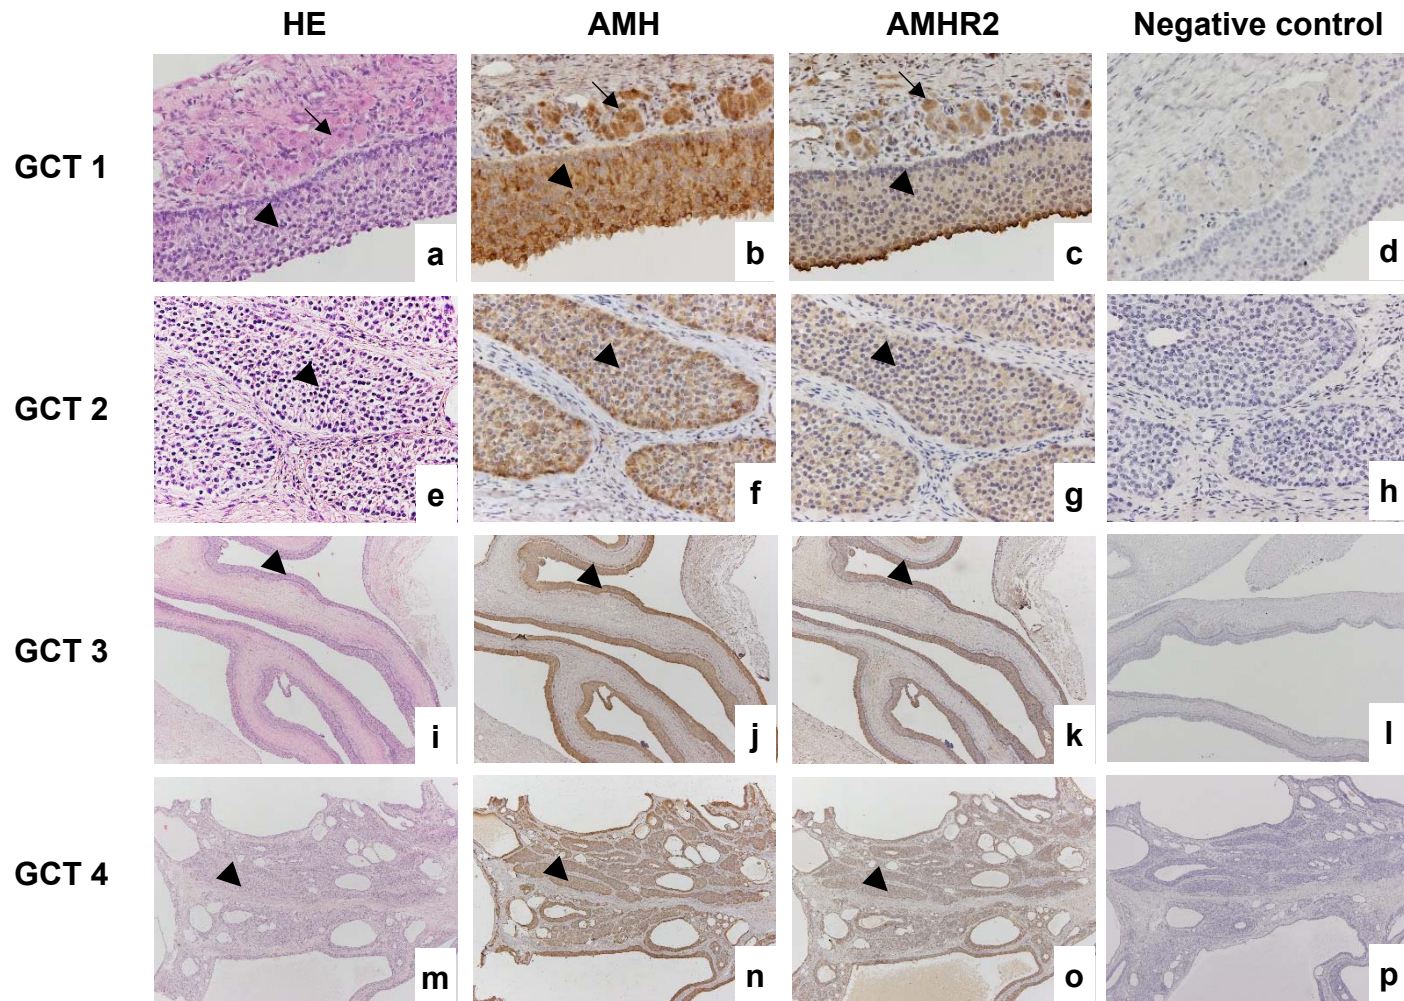 HE AMH AMHR2 Negative control
GCT 1
a b c d
GCT 2
e f g h
GCT 3
i j k l
GCT 4
m n o p